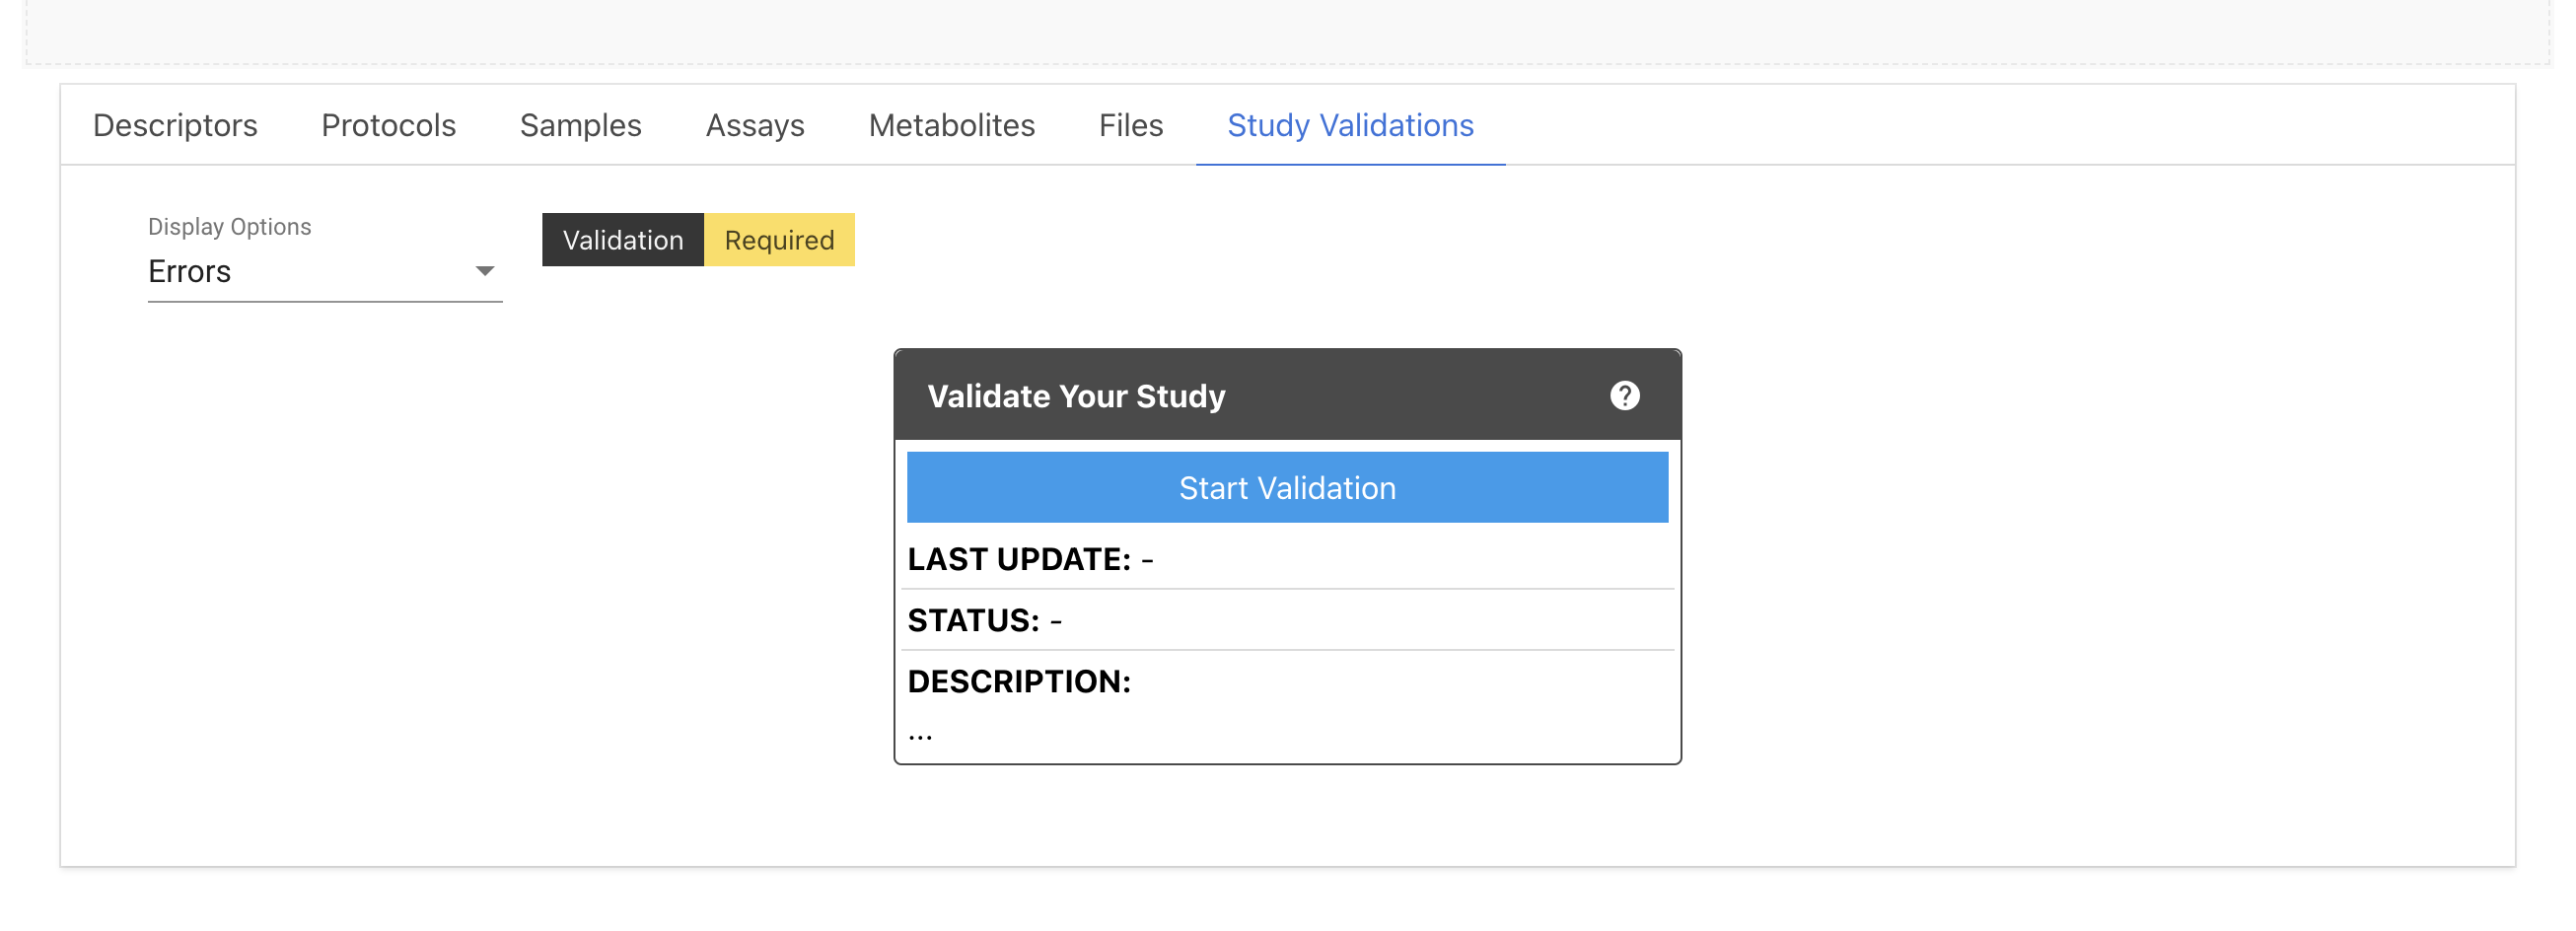 Descriptors Protocols Samples Assays Metabolites Files Study Validations
Display Options
Errors
Validation Required
Validate Your Study
Start Validation
LAST UPDATE: -
STATUS: -
DESCRIPTION:
...